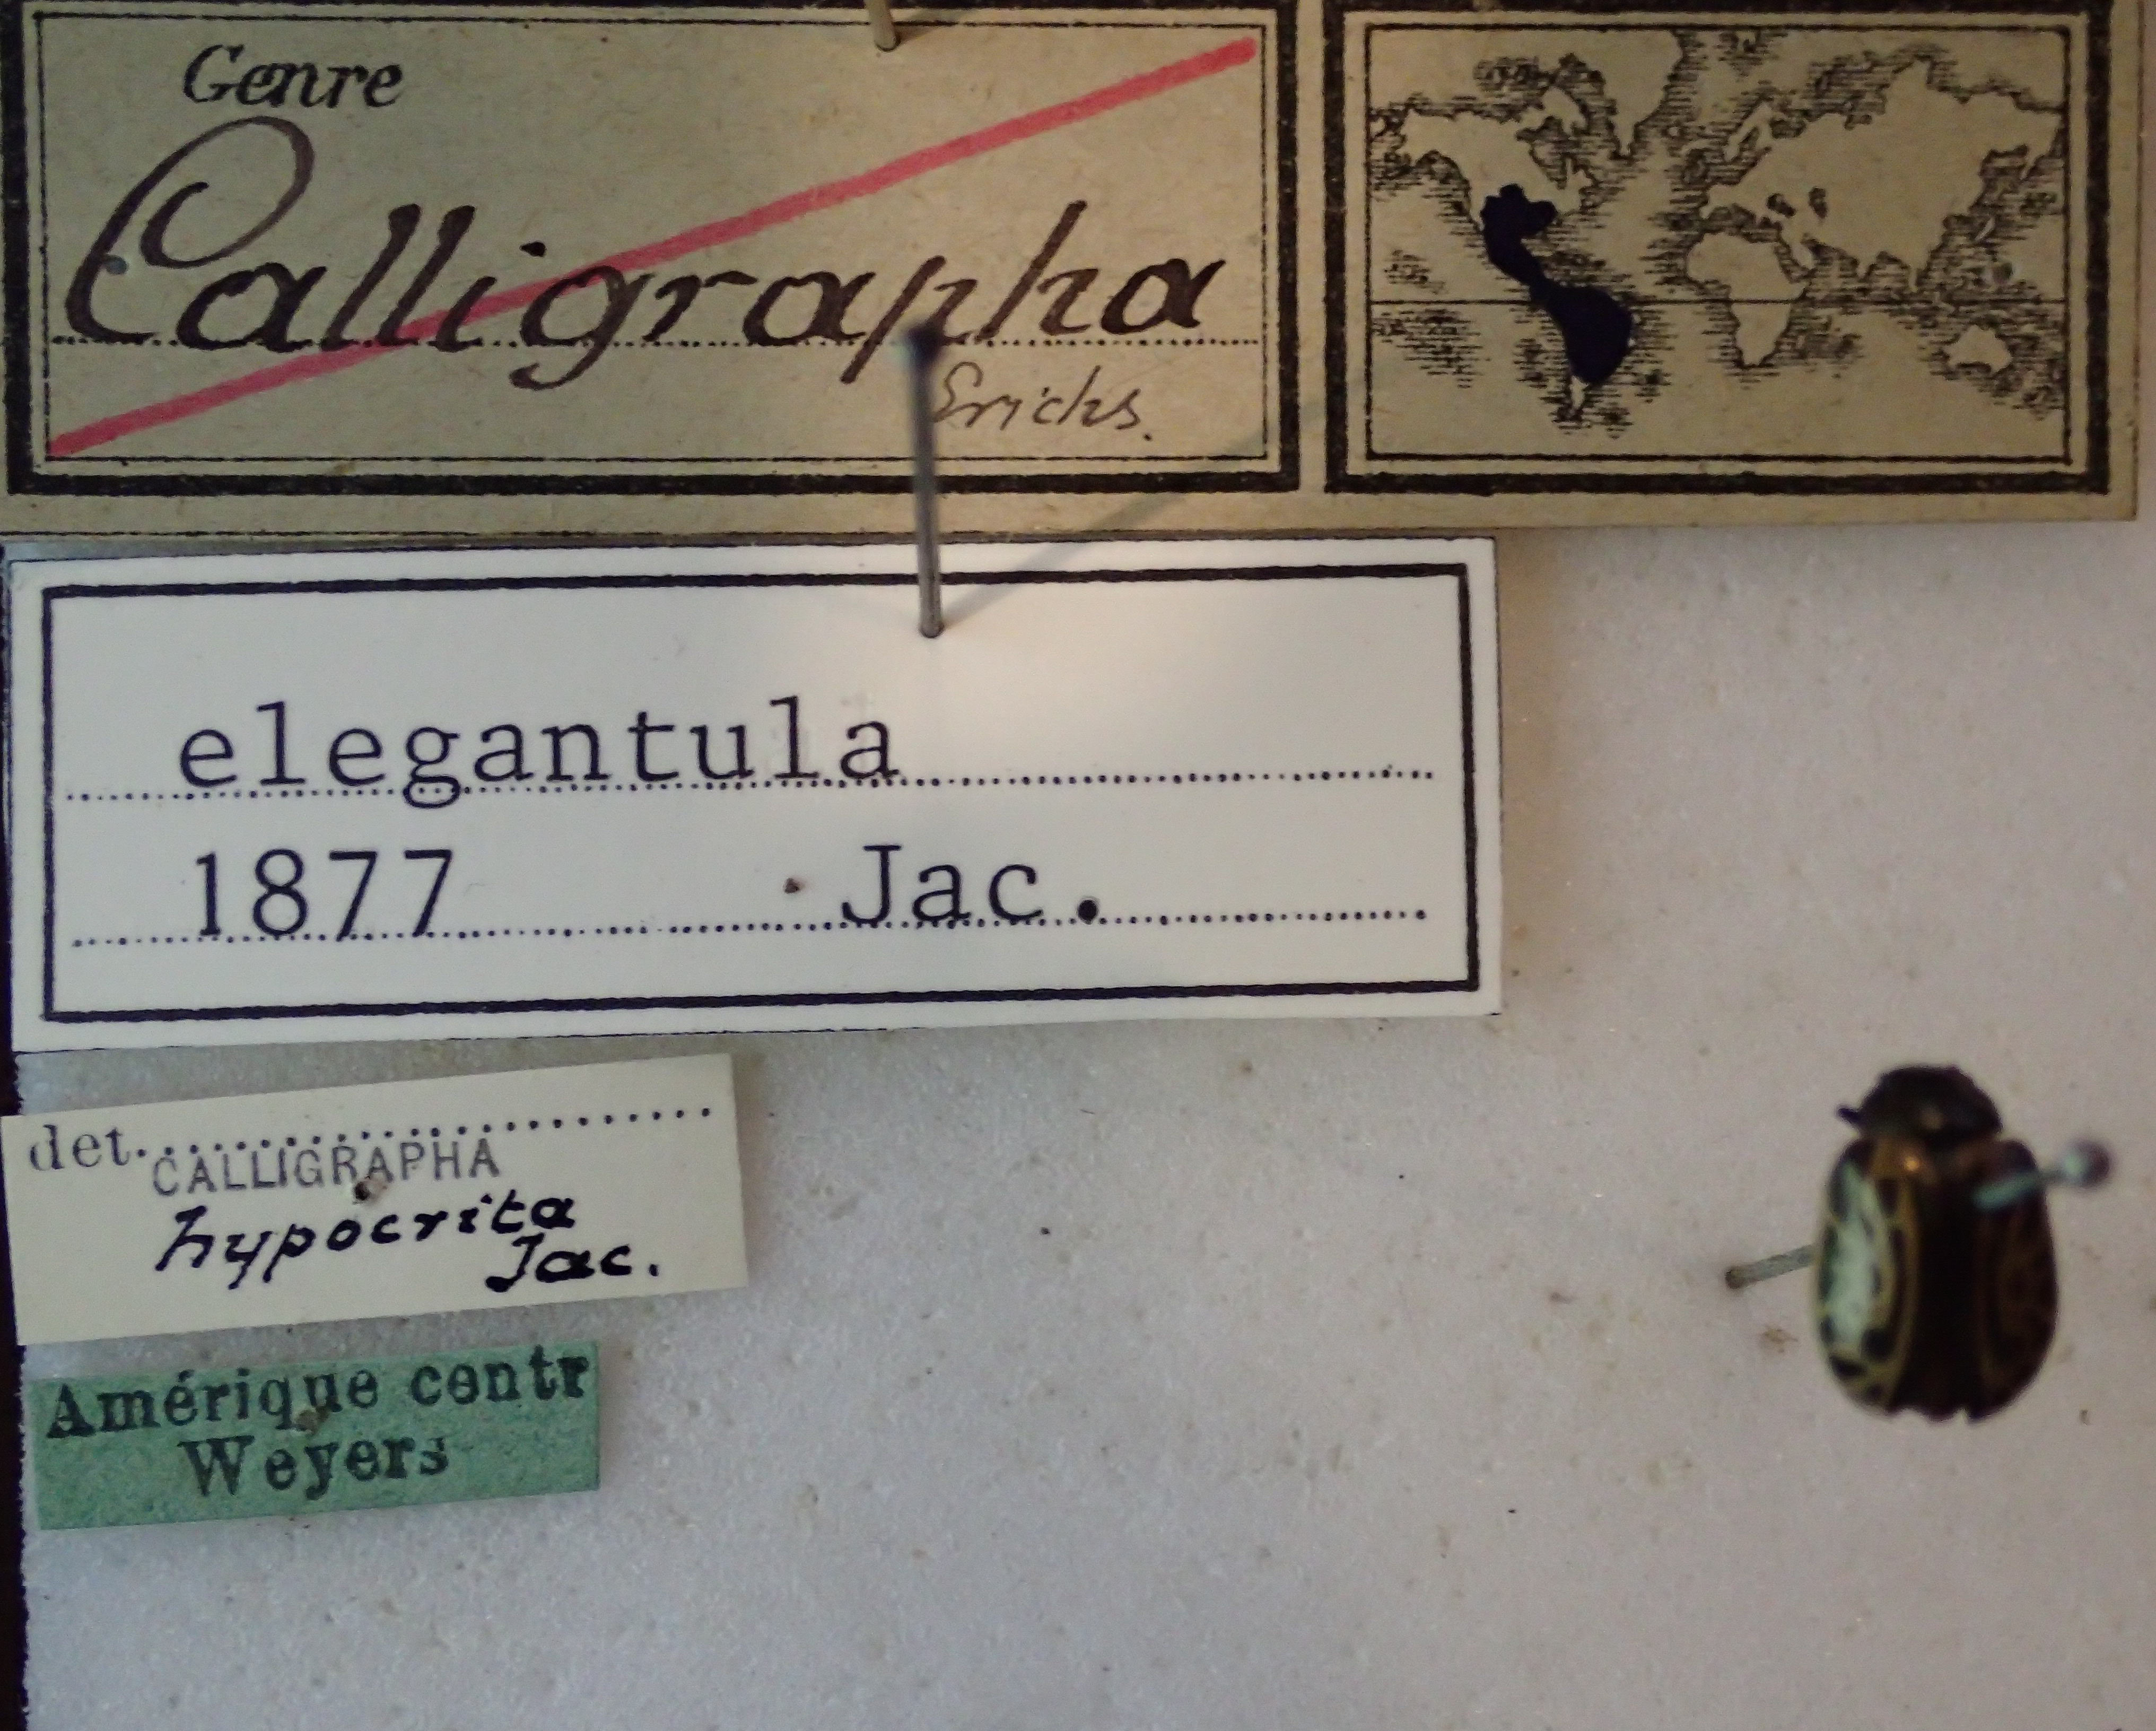 Genre
Calligrapha
Erichs.
elegantula
1877 Jac.
det.
CALLIGRAPHA
hypocrita
Jac.
Amérique centr
Weyers